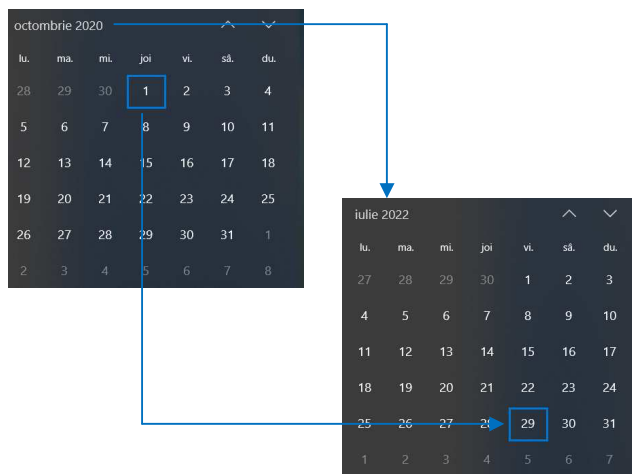 octombrie 2020
lu. ma. mi. joi vi. sâ. du.
28 29 30 1 2 3 4
5 6 7 8 9 10 11
12 13 14 15 16 17 18
19 20 21 22 23 24 25
26 27 28 29 30 31 1
2 3 4 5 6 7 8
iulie 2022
lu. ma. mi. joi vi. sâ. du.
27 28 29 30 1 2 3
4 5 6 7 8 9 10
11 12 13 14 15 16 17
18 19 20 21 22 23 24
25 26 27 28 29 30 31
1 2 3 4 5 6 7